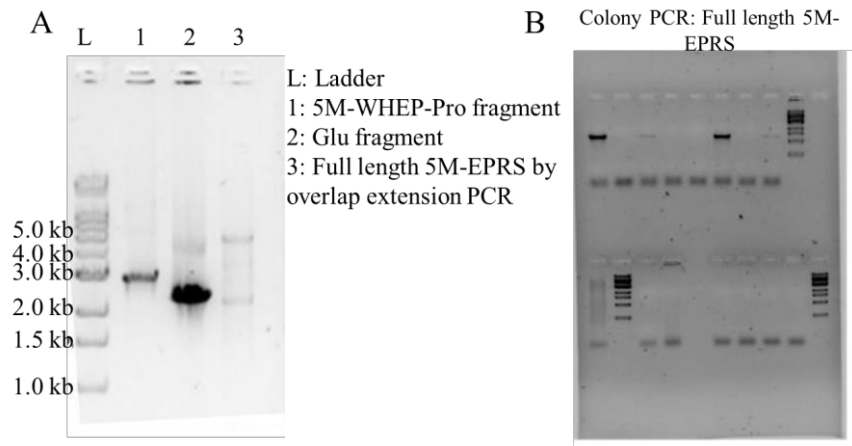 A
L 1 2 3
L: Ladder
1: 5M-WHEP-Pro fragment
2: Glu fragment
3: Full length 5M-EPRS by
overlap extension PCR
5.0 kb
4.0 kb
3.0 kb
2.0 kb
1.5 kb
1.0 kb
B
Colony PCR: Full length 5M-
EPRS